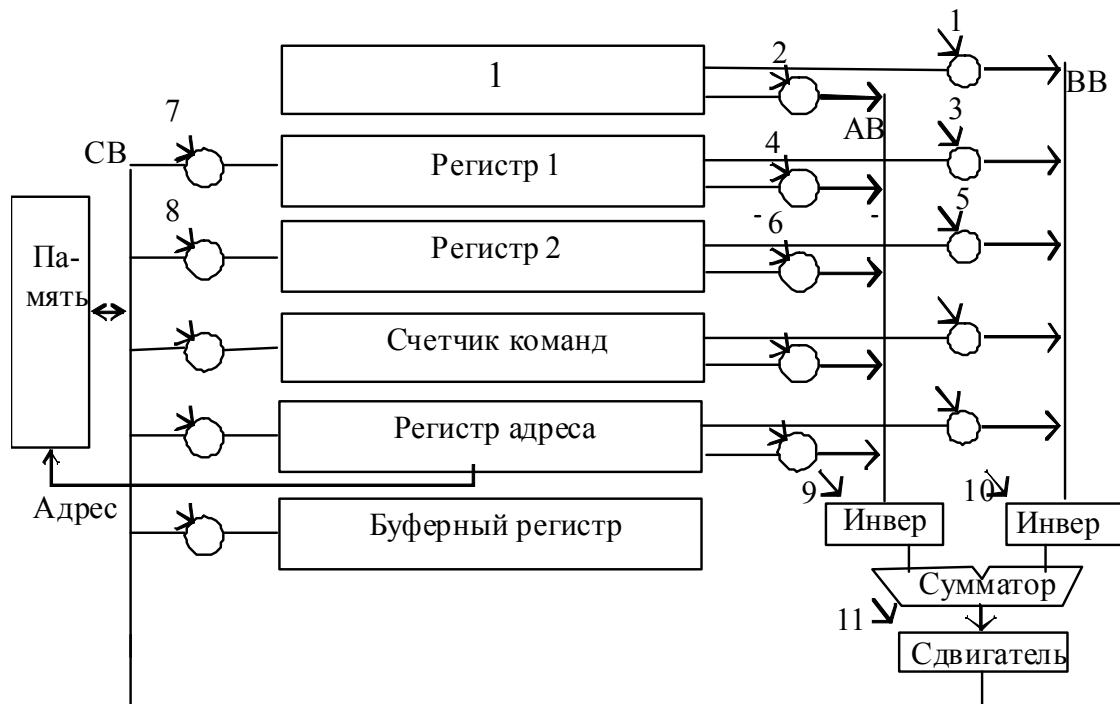 1
1
2
BB
7
AB
3
CB
Регистр 1
4
8
5
Па-
мять
Регистр 2
6
Счетчик команд
Регистр адреса
Адрес
9
10
Буферный регистр
Инвер
Инвер
Сумматор
11
Сдвигатель